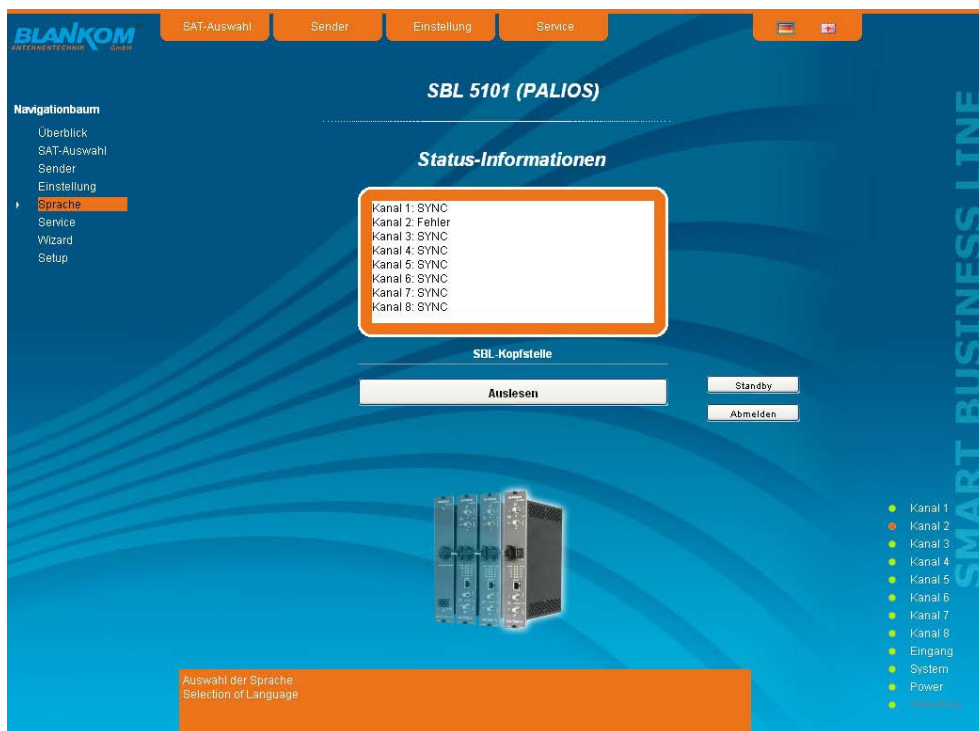 BLANKOM
ANTENNENTECHNIK GmbH
SAT-Auswahl
Sender
Einstellung
Service
SBL 5101 (PALIOS)
Navigationbaum
Überblick
SAT-Auswahl
Sender
Einstellung
Sprache
Service
Wizard
Setup
Status-Informationen
Kanal 1: SYNC
Kanal 2: Fehler
Kanal 3: SYNC
Kanal 4: SYNC
Kanal 5: SYNC
Kanal 6: SYNC
Kanal 7: SYNC
Kanal 8: SYNC
SBL-Kopfstelle
Auslesen
Standby
Abmelden
SMART BUSINESS LINE
Kanal 1
Kanal 2
Kanal 3
Kanal 4
Kanal 5
Kanal 6
Kanal 7
Kanal 8
Eingang
System
Power
Auswahl der Sprache
Selection of Language